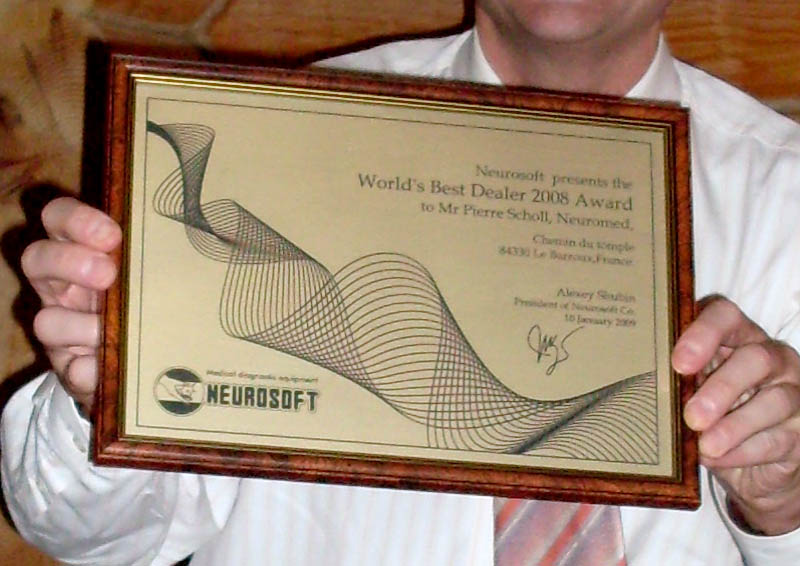 Neurosoft presents the
World's Best Dealer 2008 Award
to Mr Pierre Scholl, Neuromed,
Chemin du temple
84330 Le Barroux,France
Alexey Shubin
President of Neurosoft Co.
10 January 2009
Medical diagnostic equipment
NEUROSOFT